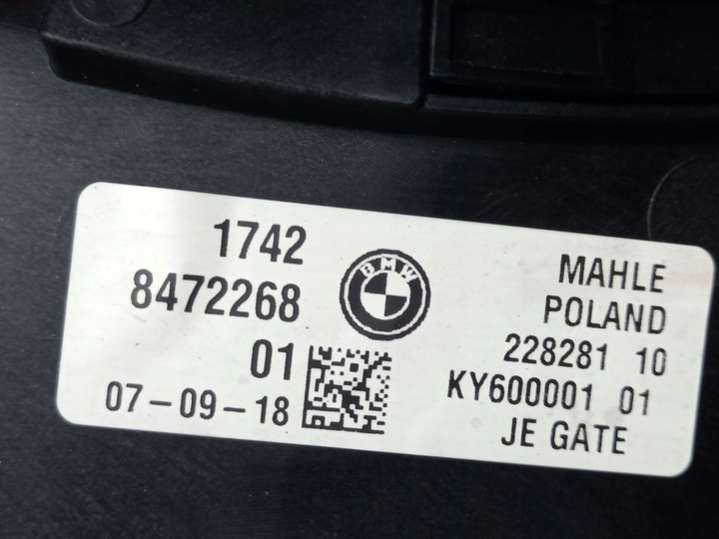 1742
8472268
01
07-09-18
BMW
MAHLE
POLAND
228281 10
KY600001 01
JE GATE